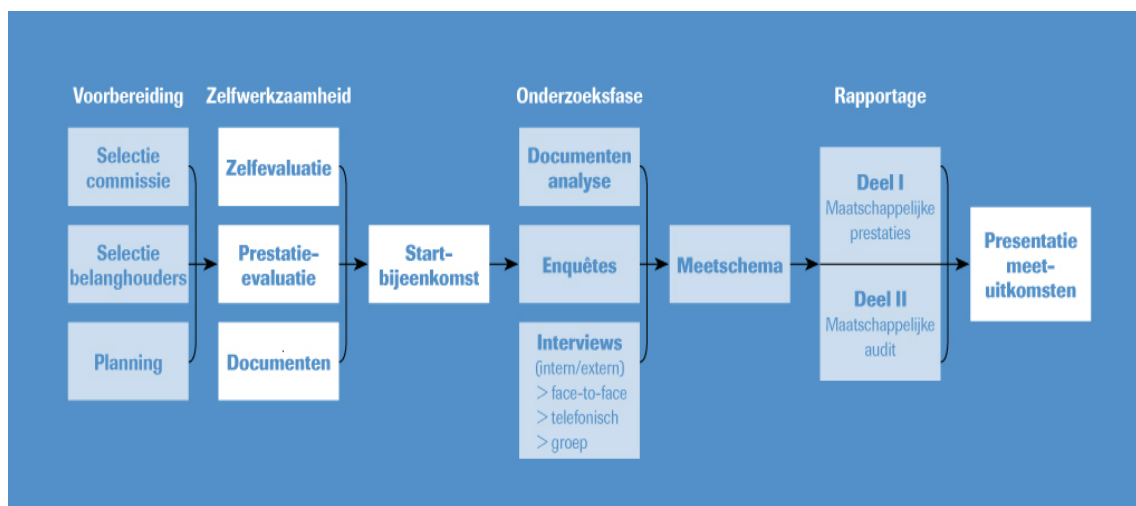 Voorbereiding
Selectie
commissie
Selectie
belanghouders
Planning
Zelfwerkzaamheid
Zelfevaluatie
Prestatie-
evaluatie
Documenten
Start-
bijeenkomst
Onderzoeksfase
Documenten
analyse
Enquêtes
Interviews
(intern/extern)
> face-to-face
> telefonisch
> groep
Meetschema
Rapportage
Deel I
Maatschappelijke
prestaties
Deel II
Maatschappelijke
audit
Presentatie
meet-
uitkomsten